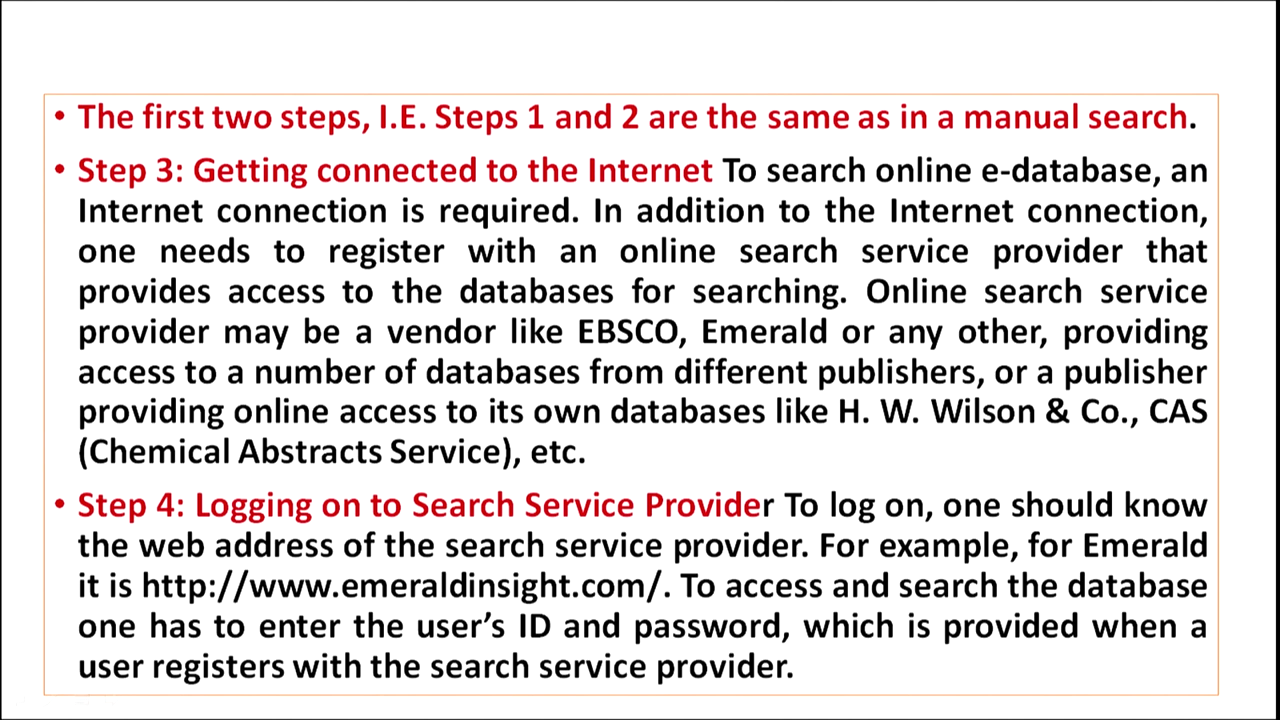 • The first two steps, I.E. Steps 1 and 2 are the same as in a manual search.
• Step 3: Getting connected to the Internet To search online e-database, an
Internet connection is required. In addition to the Internet connection,
one needs to register with an online search service provider that
provides access to the databases for searching. Online search service
provider may be a vendor like EBSCO, Emerald or any other, providing
access to a number of databases from different publishers, or a publisher
providing online access to its own databases like H. W. Wilson & Co., CAS
(Chemical Abstracts Service), etc.
• Step 4: Logging on to Search Service Provider To log on, one should know
the web address of the search service provider. For example, for Emerald
it is http://www.emeraldinsight.com/. To access and search the database
one has to enter the user’s ID and password, which is provided when a
user registers with the search service provider.